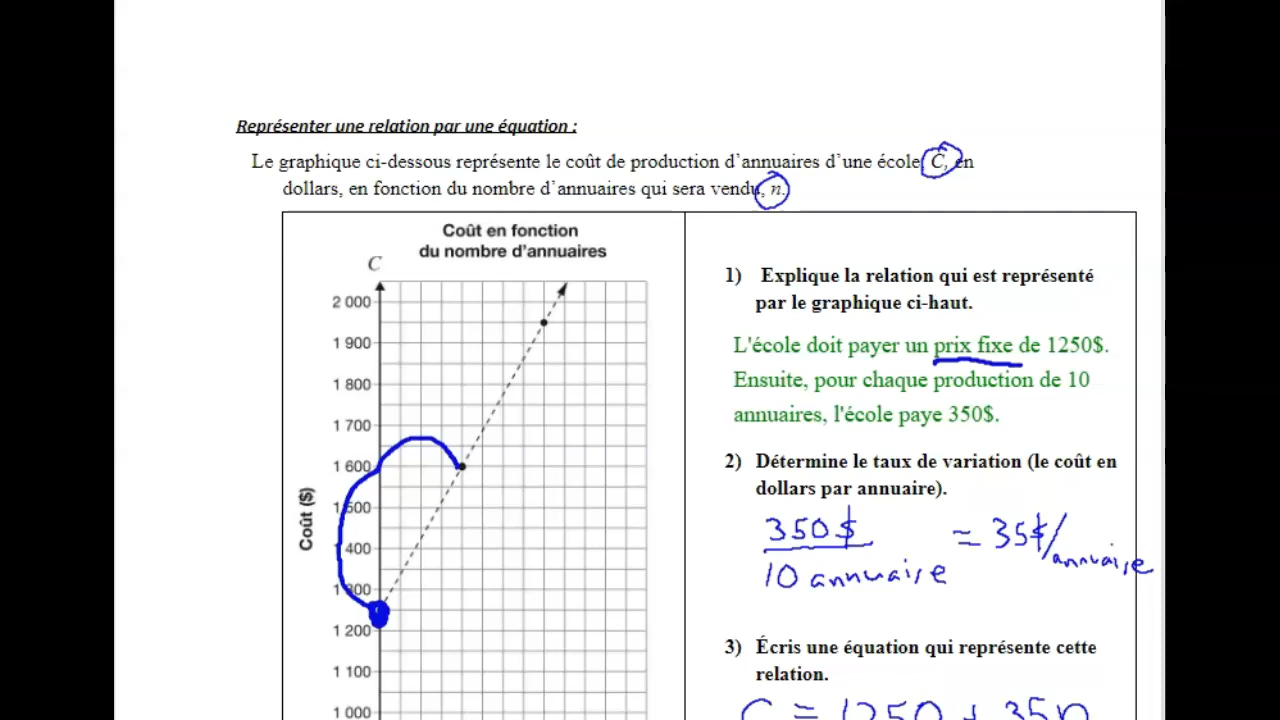 Représenter une relation par une équation :
Le graphique ci-dessous représente le coût de production d'annuaires d'une école, C, en
dollars, en fonction du nombre d'annuaires qui sera vendu, n.
Coût en fonction
du nombre d'annuaires
C
2 000
1 900
1 800
1 700
1 600
1 500
1 400
1 300
1 200
1 100
1 000
Coût ($)
1) Explique la relation qui est représenté
par le graphique ci-haut.
L'école doit payer un prix fixe de 1250$.
Ensuite, pour chaque production de 10
annuaires, l'école paye 350$.
2) Détermine le taux de variation (le coût en
dollars par annuaire).
350$
10 annuaire
= 35$/annuaire
3) Écris une équation qui représente cette
relation.
C = 1250 + 35n